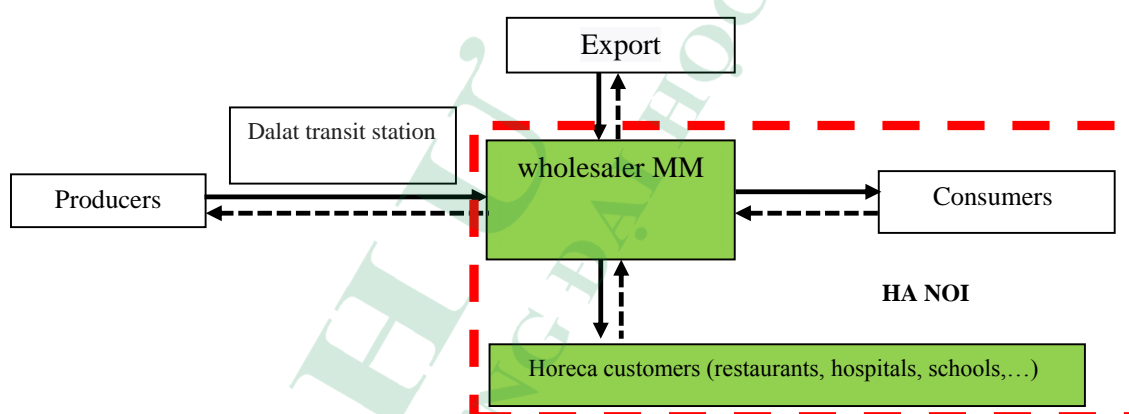 Export
Dalat transit station
wholesaler MM
Producers
Consumers
HA NOI
Horeca customers (restaurants, hospitals, schools,…)